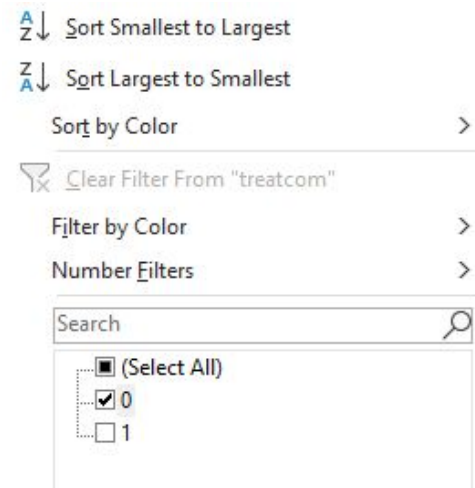 Sort Smallest to Largest
Sort Largest to Smallest
Sort by Color
Clear Filter From "treatcom"
Filter by Color
Number Filters
Search
(Select All)
0
1